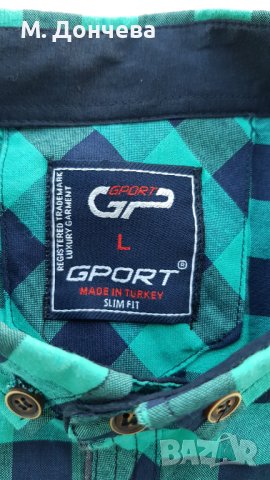 М. Дончева
REGISTERED TRADEMARK
LUXURY GARMENT
GPORT
GP
L
GPORT®
MADE IN TURKEY
SLIM FIT
BAZAR